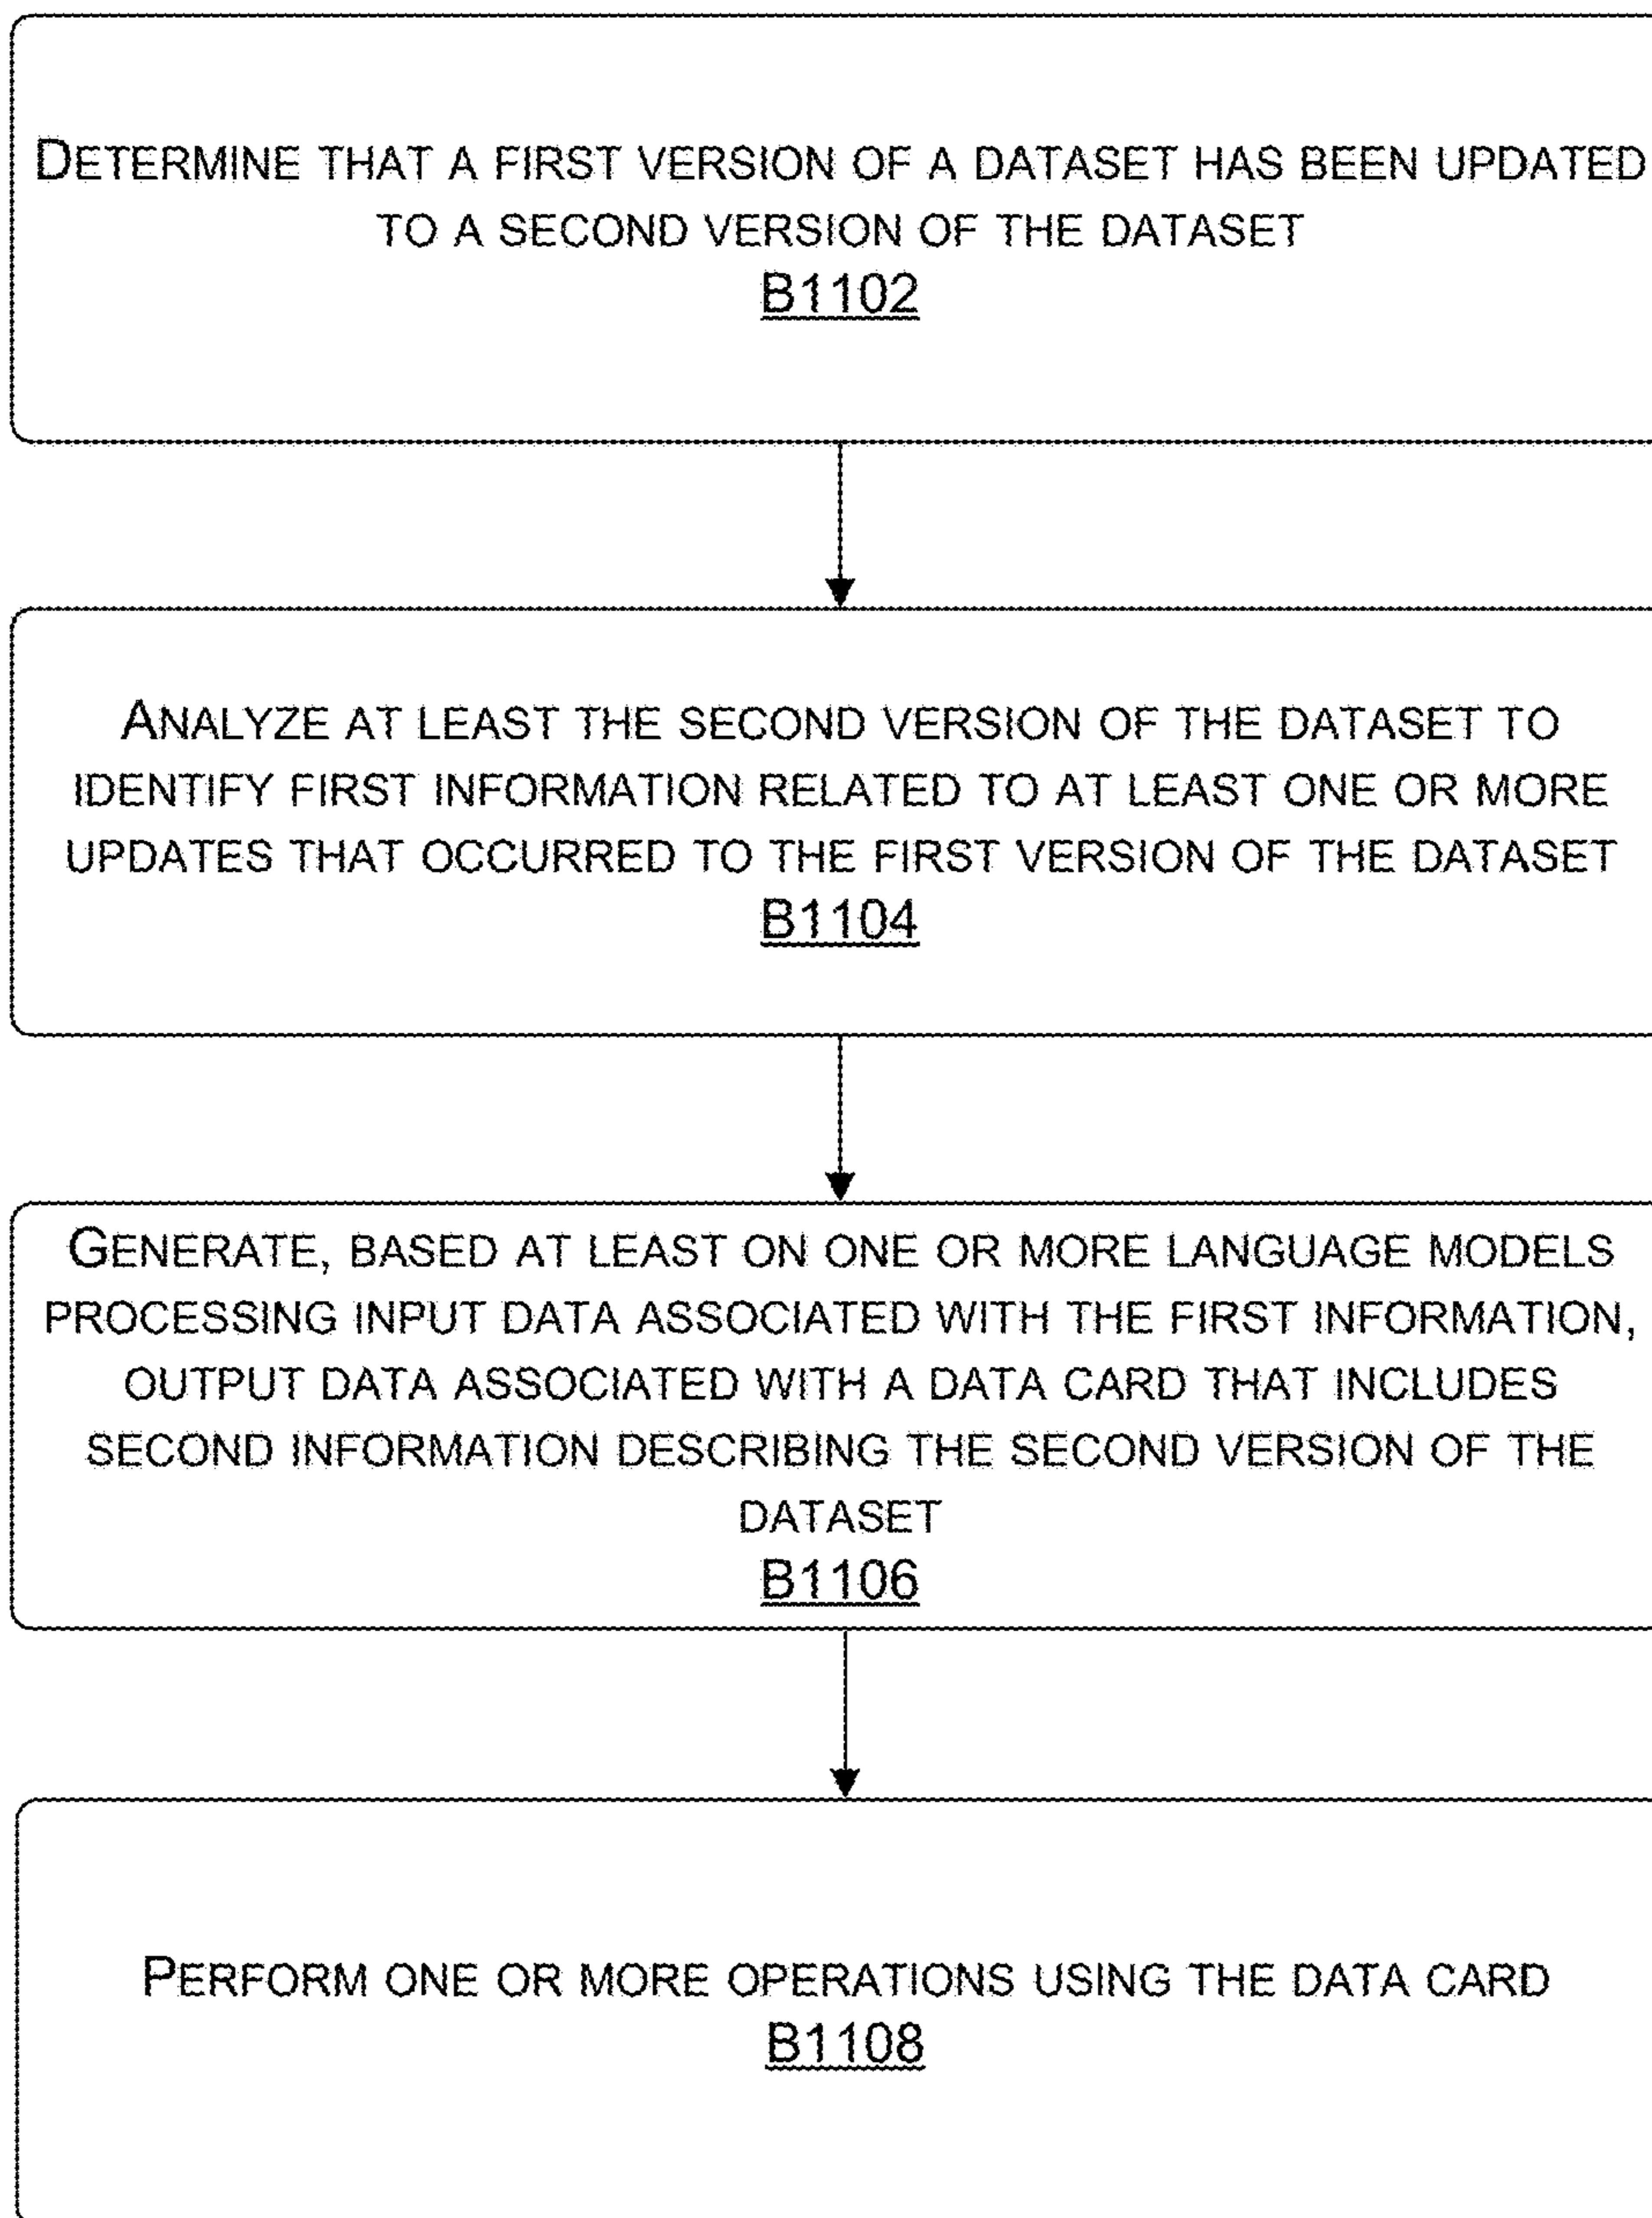 DETERMINE THAT A FIRST VERSION OF A DATASET HAS BEEN UPDATED
TO A SECOND VERSION OF THE DATASET
B1102
ANALYZE AT LEAST THE SECOND VERSION OF THE DATASET TO
IDENTIFY FIRST INFORMATION RELATED TO AT LEAST ONE OR MORE
UPDATES THAT OCCURRED TO THE FIRST VERSION OF THE DATASET
B1104
GENERATE, BASED AT LEAST ON ONE OR MORE LANGUAGE MODELS
PROCESSING INPUT DATA ASSOCIATED WITH THE FIRST INFORMATION,
OUTPUT DATA ASSOCIATED WITH A DATA CARD THAT INCLUDES
SECOND INFORMATION DESCRIBING THE SECOND VERSION OF THE
DATASET
B1106
PERFORM ONE OR MORE OPERATIONS USING THE DATA CARD
B1108